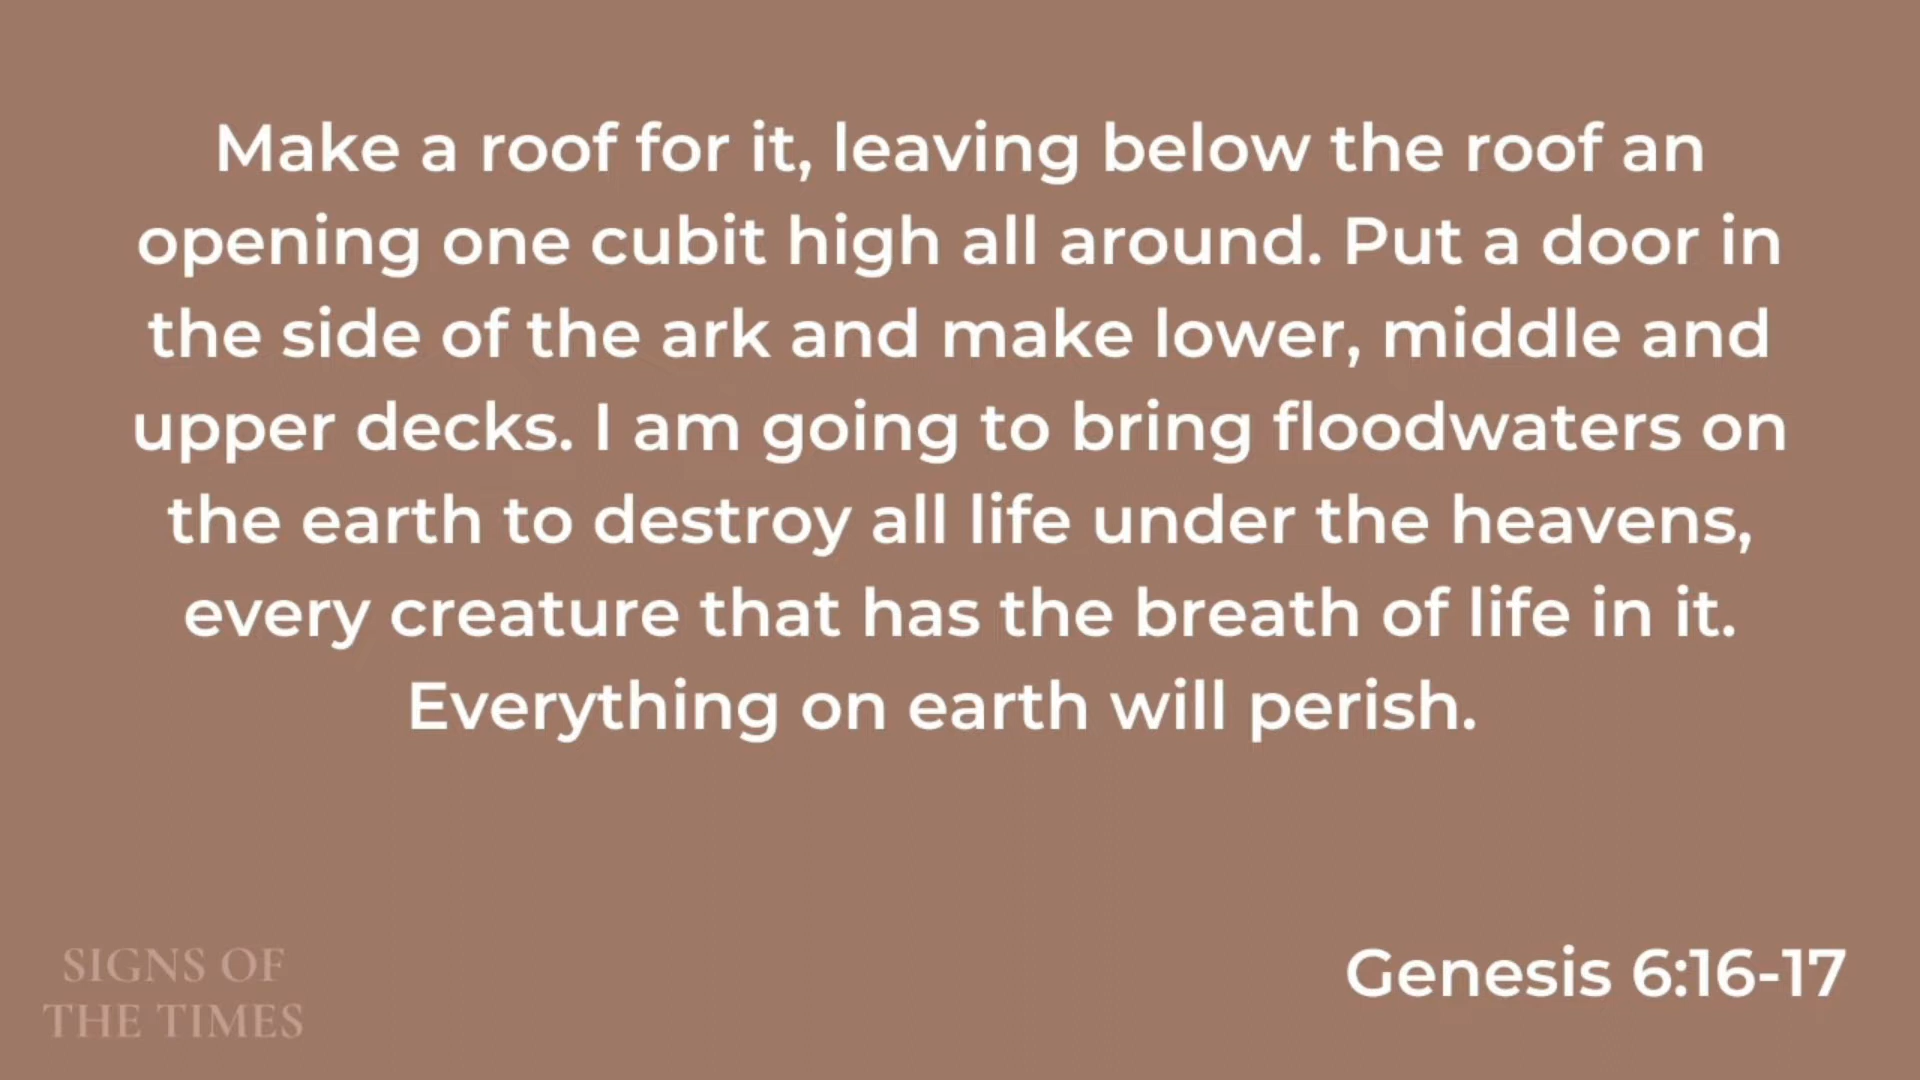 Make a roof for it, leaving below the roof an
opening one cubit high all around. Put a door in
the side of the ark and make lower, middle and
upper decks. I am going to bring floodwaters on
the earth to destroy all life under the heavens,
every creature that has the breath of life in it.
Everything on earth will perish.
Genesis 6:16-17
SIGNS OF
THE TIMES